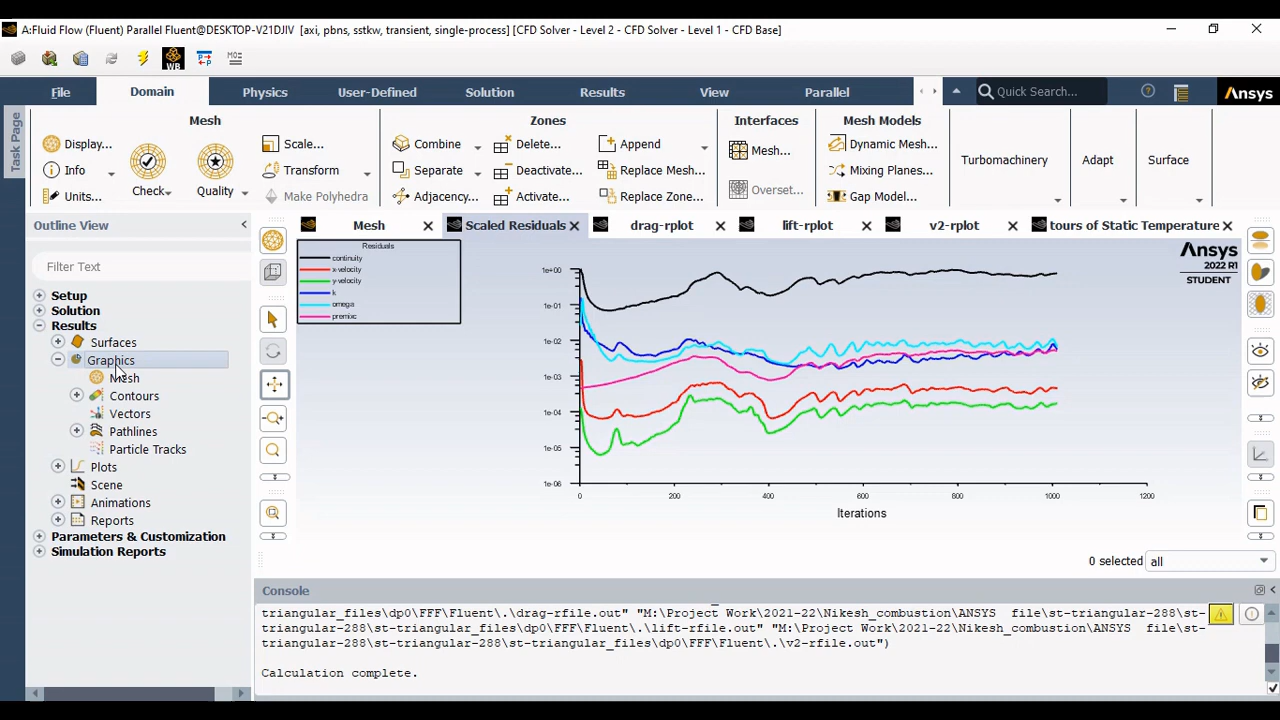 A:Fluid Flow (Fluent) Parallel Fluent@DESKTOP-V21DJIV [axi, pbns, sstkw, transient, single-process] [CFD Solver - Level 2 - CFD Solver - Level 1 - CFD Base]
WB
File Domain Physics User-Defined Solution Results View Parallel Quick Search... Ansys
Task Page
Mesh Zones Interfaces Mesh Models
Display... Scale... Combine Delete... Append Mesh... Dynamic Mesh... Turbomachinery Adapt Surface
Info Check Quality Transform Separate Deactivate... Replace Mesh... Mixing Planes...
Units... Make Polyhedra Adjacency... Activate... Replace Zone... Overset... Gap Model...
Outline View
Mesh Scaled Residuals drag-rplot lift-rplot v2-rplot tours of Static Temperature
Filter Text
Setup
Solution
Results
Surfaces
Graphics
Mesh
Contours
Vectors
Pathlines
Particle Tracks
Plots
Scene
Animations
Reports
Parameters & Customization
Simulation Reports
Residuals
continuity
x-velocity
y-velocity
k
omega
premixc
Ansys
2022 R1
STUDENT
1e+00
1e-01
1e-02
1e-03
1e-04
1e-05
1e-06
0 200 400 600 800 1000 1200
Iterations
0 selected all
Console
triangular_files\dp0\FFF\Fluent\.\drag-rfile.out" "M:\Project Work\2021-22\Nikesh_combustion\ANSYS file\st-triangular-288\st-
triangular-288\st-triangular_files\dp0\FFF\Fluent\.\lift-rfile.out" "M:\Project Work\2021-22\Nikesh_combustion\ANSYS file\st-
triangular-288\st-triangular-288\st-triangular_files\dp0\FFF\Fluent\.\v2-rfile.out")
Calculation complete.